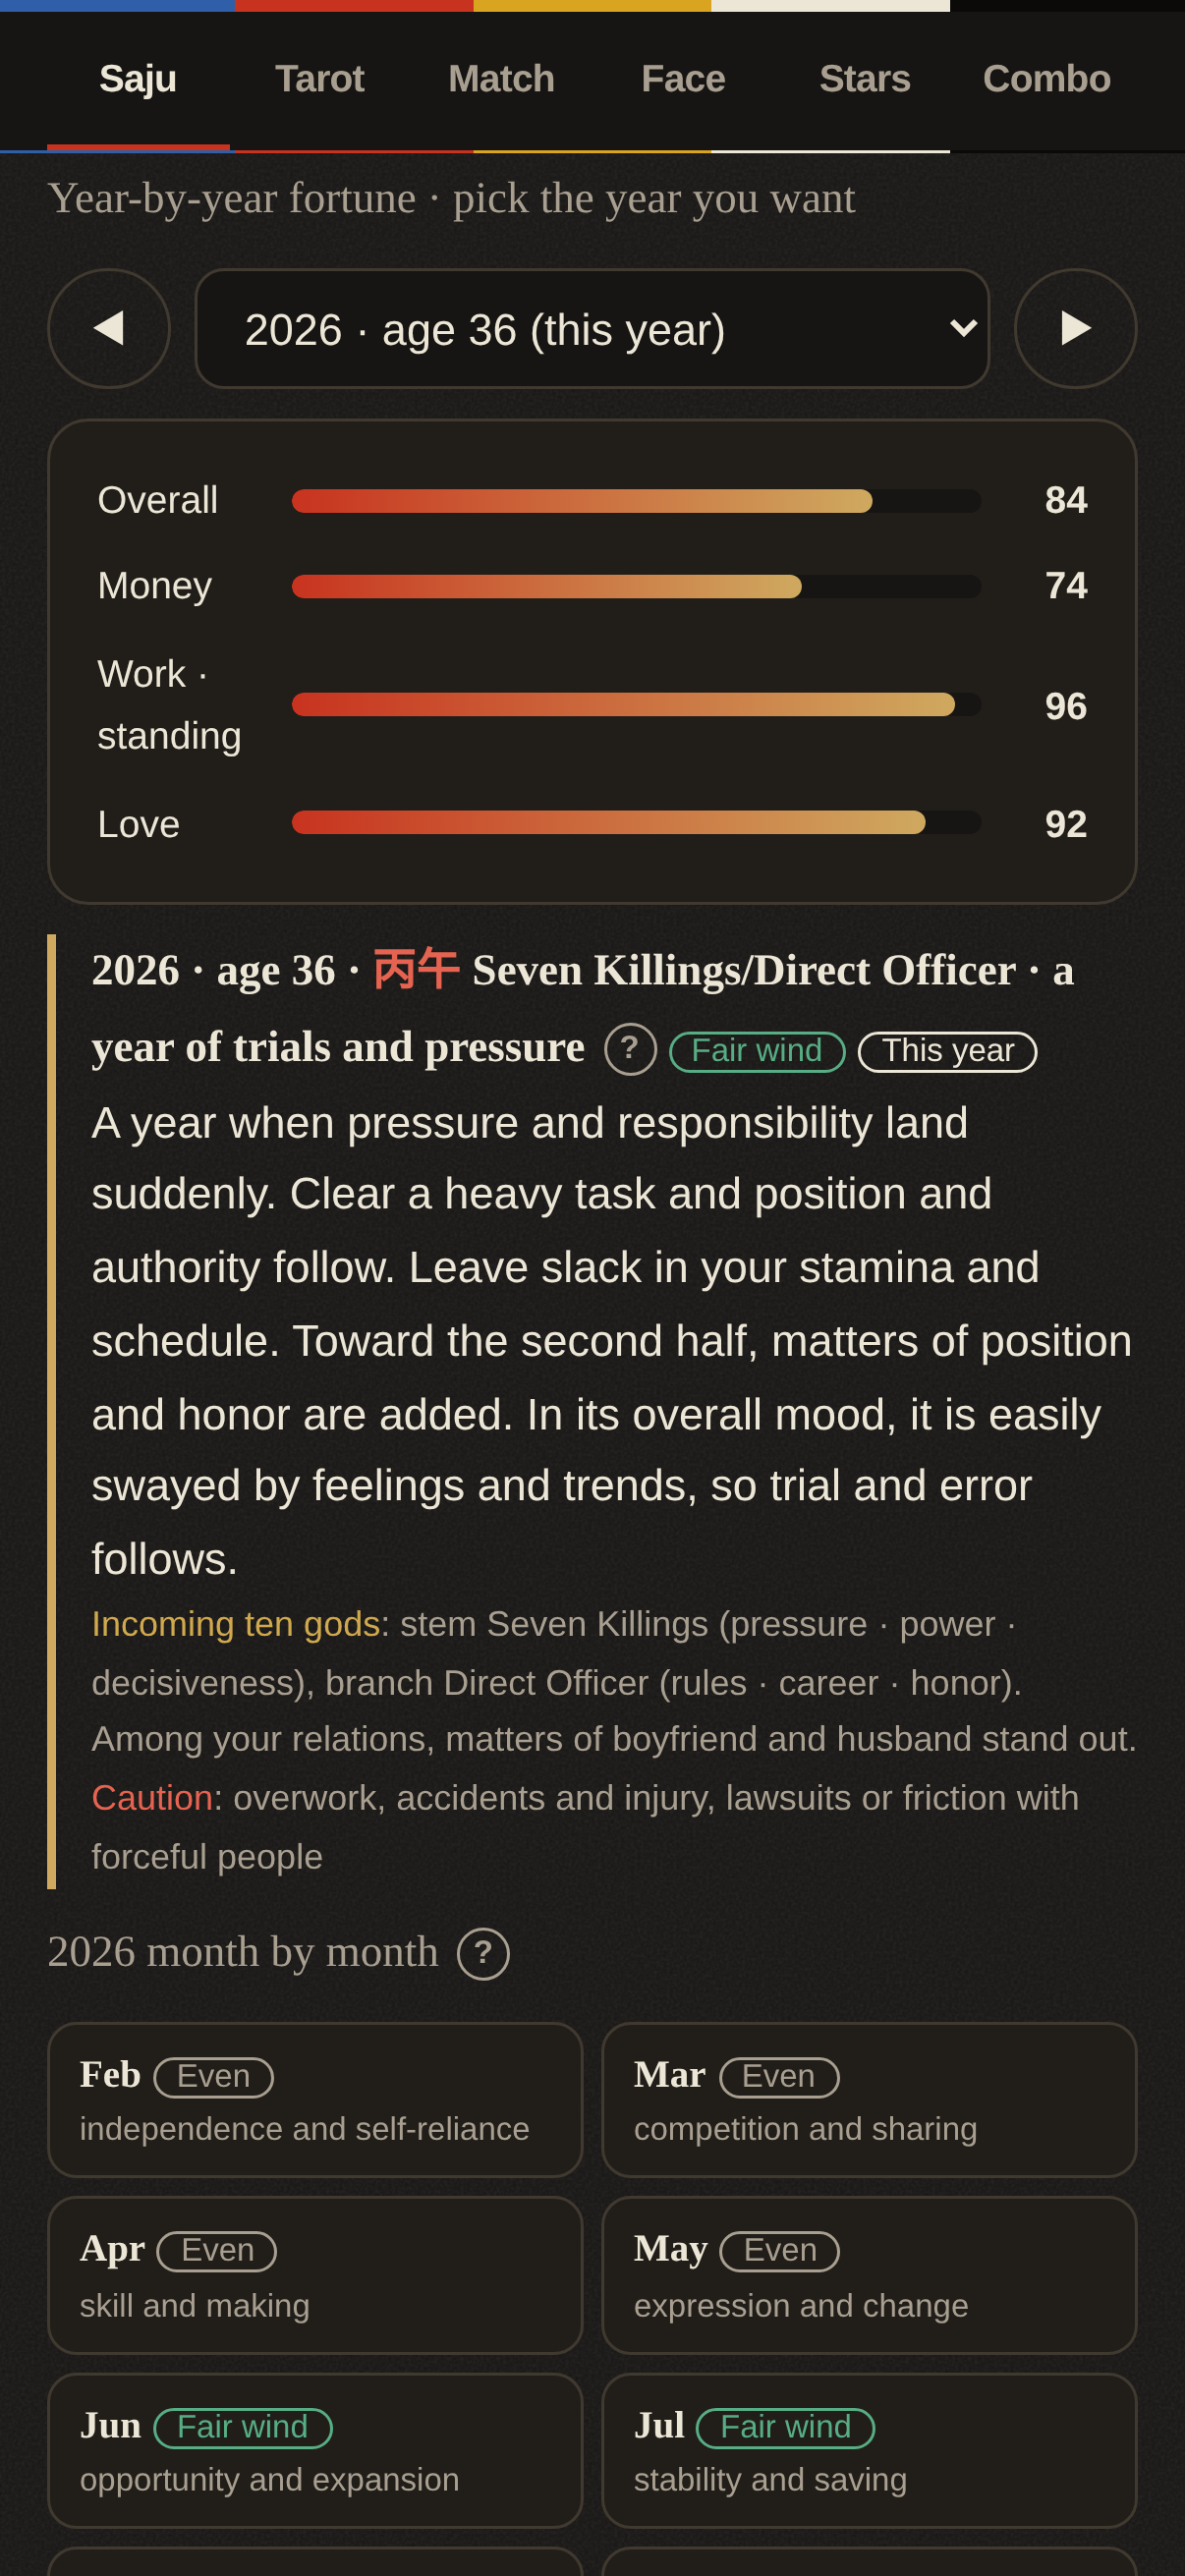 Saju Tarot Match Face Stars Combo
Year-by-year fortune · pick the year you want
◀ 2026 · age 36 (this year) ▶
Overall 84
Money 74
Work ·
standing 96
Love 92
2026 · age 36 · 丙午 Seven Killings/Direct Officer · a
year of trials and pressure ? Fair wind This year
A year when pressure and responsibility land
suddenly. Clear a heavy task and position and
authority follow. Leave slack in your stamina and
schedule. Toward the second half, matters of position
and honor are added. In its overall mood, it is easily
swayed by feelings and trends, so trial and error
follows.
Incoming ten gods: stem Seven Killings (pressure · power ·
decisiveness), branch Direct Officer (rules · career · honor).
Among your relations, matters of boyfriend and husband stand out.
Caution: overwork, accidents and injury, lawsuits or friction with
forceful people
2026 month by month ?
Feb Even
independence and self-reliance
Mar Even
competition and sharing
Apr Even
skill and making
May Even
expression and change
Jun Fair wind
opportunity and expansion
Jul Fair wind
stability and saving